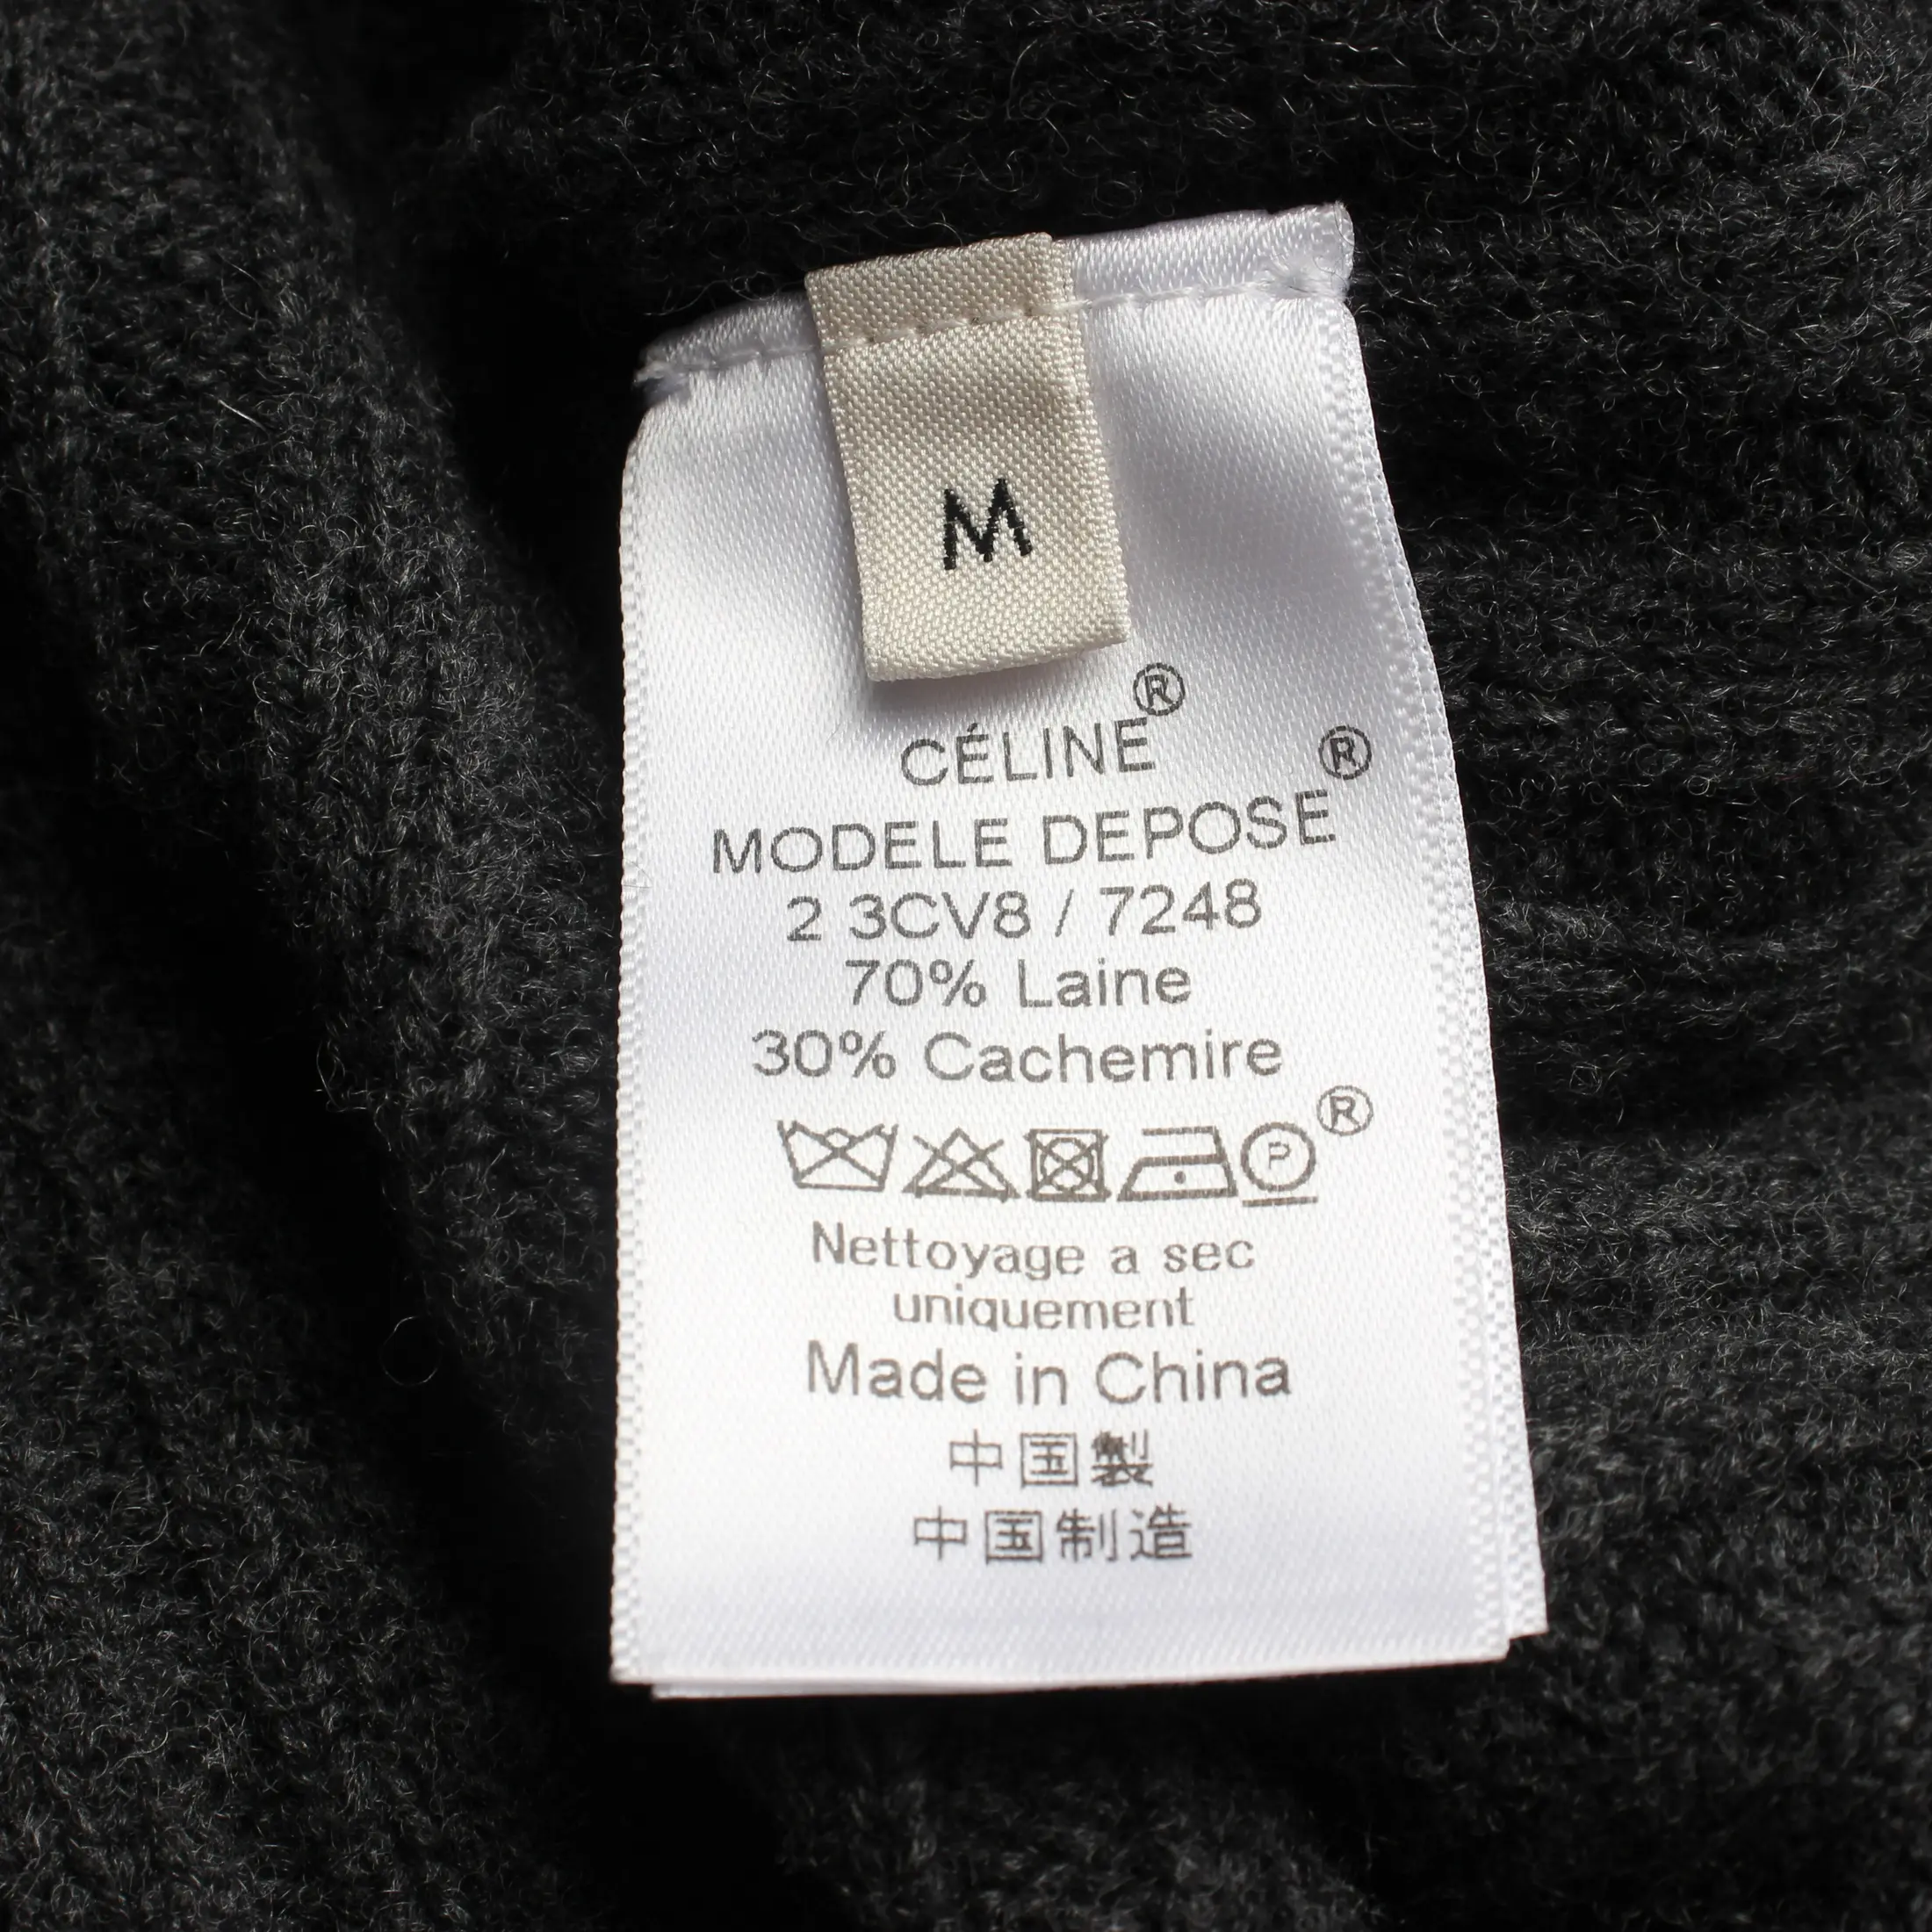 M
CÉLINE®
MODELE DEPOSE®
2 3CV8 / 7248
70% Laine
30% Cachemire
P ®
Nettoyage a sec
uniquement
Made in China
中国製
中国制造